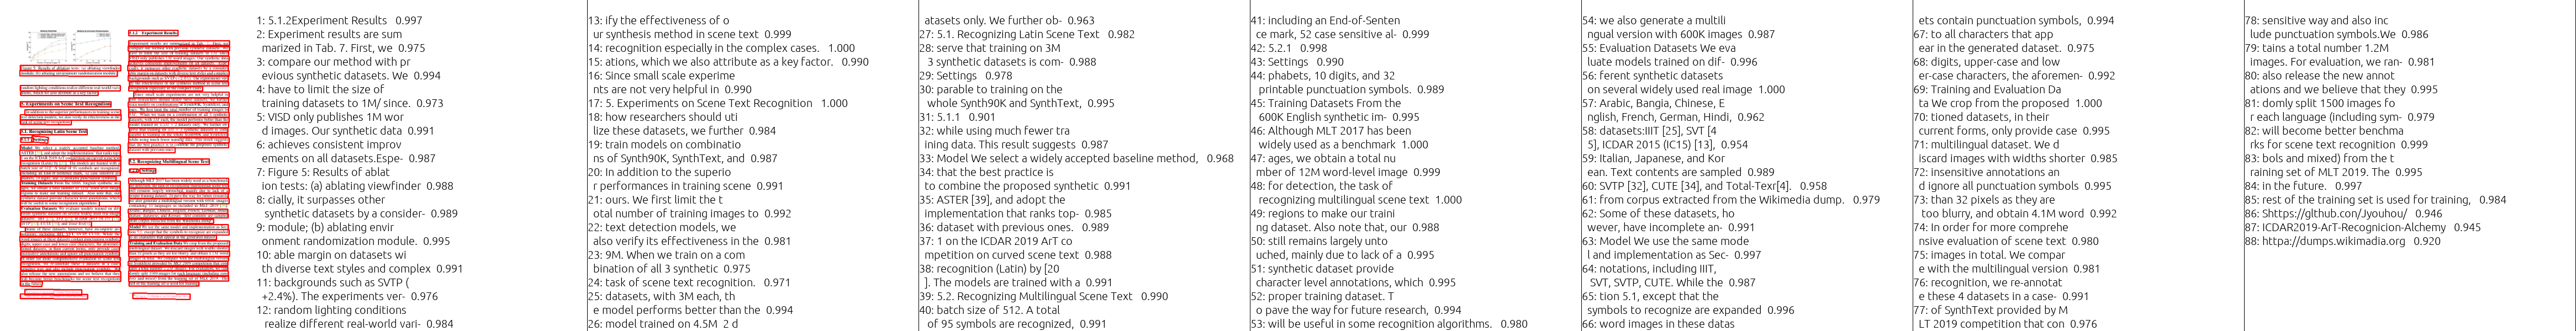 1: 5.1.2Experiment Results 0.997
2: Experiment results are sum
marized in Tab. 7. First, we 0.975
3: compare our method with pr
evious synthetic datasets. We 0.994
4: have to limit the size of
training datasets to 1M/ since. 0.973
5: VISD only publishes 1M wor
d images. Our synthetic data 0.991
6: achieves consistent improv
ements on all datasets.Espe- 0.987
7: Figure 5: Results of ablat
ion tests: (a) ablating viewfinder 0.988
8: cially, it surpasses other
synthetic datasets by a consider- 0.989
9: module; (b) ablating envir
onment randomization module. 0.995
10: able margin on datasets wi
th diverse text styles and complex 0.991
11: backgrounds such as SVTP (
+2.4%). The experiments ver- 0.976
12: random lighting conditions
realize different real-world vari- 0.984
13: ify the effectiveness of o
ur synthesis method in scene text 0.999
14: recognition especially in the complex cases. 1.000
15: ations, which we also attribute as a key factor. 0.990
16: Since small scale experime
nts are not very helpful in 0.990
17: 5. Experiments on Scene Text Recognition 1.000
18: how researchers should uti
lize these datasets, we further 0.984
19: train models on combinatio
ns of Synth90K, SynthText, and 0.987
20: In addition to the superio
r performances in training scene 0.991
21: ours. We first limit the t
otal number of training images to 0.992
22: text detection models, we
also verify its effectiveness in the 0.981
23: 9M. When we train on a com
bination of all 3 synthetic 0.975
24: task of scene text recognition. 0.971
25: datasets, with 3M each, th
e model performs better than the 0.994
26: model trained on 4.5M 2 d
atasets only. We further ob- 0.963
27: 5.1. Recognizing Latin Scene Text 0.982
28: serve that training on 3M
3 synthetic datasets is com- 0.988
29: Settings 0.978
30: parable to training on the
whole Synth90K and SynthText, 0.995
31: 5.1.1 0.901
32: while using much fewer tra
ining data. This result suggests 0.987
33: Model We select a widely accepted baseline method, 0.968
34: that the best practice is
to combine the proposed synthetic 0.991
35: ASTER [39], and adopt the
implementation that ranks top- 0.985
36: dataset with previous ones. 0.989
37: 1 on the ICDAR 2019 ArT co
mpetition on curved scene text 0.988
38: recognition (Latin) by [20
]. The models are trained with a 0.991
39: 5.2. Recognizing Multilingual Scene Text 0.990
40: batch size of 512. A total
of 95 symbols are recognized, 0.991
41: including an End-of-Senten
ce mark, 52 case sensitive al- 0.999
42: 5.2.1 0.998
43: Settings 0.990
44: phabets, 10 digits, and 32
printable punctuation symbols. 0.989
45: Training Datasets From the
600K English synthetic im- 0.995
46: Although MLT 2017 has been
widely used as a benchmark 1.000
47: ages, we obtain a total nu
mber of 12M word-level image 0.999
48: for detection, the task of
recognizing multilingual scene text 1.000
49: regions to make our traini
ng dataset. Also note that, our 0.988
50: still remains largely unto
uched, mainly due to lack of a 0.995
51: synthetic dataset provide
character level annotations, which 0.995
52: proper training dataset. T
o pave the way for future research, 0.994
53: will be useful in some recognition algorithms. 0.980
54: we also generate a multili
ngual version with 600K images 0.987
55: Evaluation Datasets We eva
luate models trained on dif- 0.996
56: ferent synthetic datasets
on several widely used real image 1.000
57: Arabic, Bangia, Chinese, E
nglish, French, German, Hindi, 0.962
58: datasets:IIIT [25], SVT [4
5], ICDAR 2015 (IC15) [13], 0.954
59: Italian, Japanese, and Kor
ean. Text contents are sampled 0.989
60: SVTP [32], CUTE [34], and Total-Texr[4]. 0.958
61: from corpus extracted from the Wikimedia dump. 0.979
62: Some of these datasets, ho
wever, have incomplete an- 0.991
63: Model We use the same mode
l and implementation as Sec- 0.997
64: notations, including IIIT,
SVT, SVTP, CUTE. While the 0.987
65: tion 5.1, except that the
symbols to recognize are expanded 0.996
66: word images in these datas
ets contain punctuation symbols, 0.994
67: to all characters that app
ear in the generated dataset. 0.975
68: digits, upper-case and low
er-case characters, the aforemen- 0.992
69: Training and Evaluation Da
ta We crop from the proposed 1.000
70: tioned datasets, in their
current forms, only provide case 0.995
71: multilingual dataset. We d
iscard images with widths shorter 0.985
72: insensitive annotations an
d ignore all punctuation symbols 0.995
73: than 32 pixels as they are
too blurry, and obtain 4.1M word 0.992
74: In order for more comprehe
nsive evaluation of scene text 0.980
75: images in total. We compar
e with the multilingual version 0.981
76: recognition, we re-annotat
e these 4 datasets in a case- 0.991
77: of SynthText provided by M
LT 2019 competition that con 0.976
78: sensitive way and also inc
lude punctuation symbols.We 0.986
79: tains a total number 1.2M
images. For evaluation, we ran- 0.981
80: also release the new annot
ations and we believe that they 0.995
81: domly split 1500 images fo
r each language (including sym- 0.979
82: will become better benchma
rks for scene text recognition 0.999
83: bols and mixed) from the t
raining set of MLT 2019. The 0.995
84: in the future. 0.997
85: rest of the training set is used for training, 0.984
86: Shttps://glthub.con/Jyouhou/ 0.946
87: ICDAR2019-ArT-Recognicion-Alchemy 0.945
88: httpa://dumps.wikimadia.org 0.920